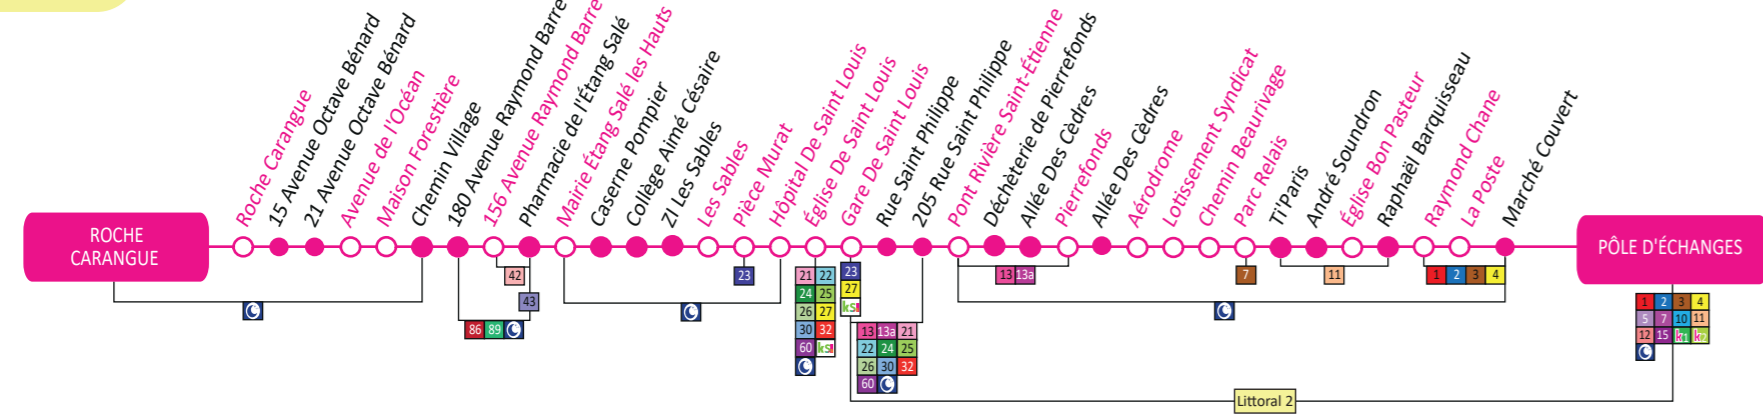 ROCHE
CARANGUE
Roche Carangue
15 Avenue Octave Bénard
21 Avenue Octave Bénard
Avenue de l'Océan
Maison Forestière
Chemin Village
180 Avenue Raymond Barre
156 Avenue Raymond Barre
Pharmacie de l'Étang Salé
Mairie Étang Salé les Hauts
Caserne Pompier
Collège Aimé Césaire
ZI Les Sables
Les Sables
Pièce Murat
Hôpital De Saint Louis
Église De Saint Louis
Gare De Saint Louis
Rue Saint Philippe
205 Rue Saint Philippe
Pont Rivière Saint-Étienne
Déchèterie de Pierrefonds
Allée Des Cèdres
Pierrefonds
Allée Des Cèdres
Aérodrome
Lotissement Syndicat
Chemin Beaurivage
Parc Relais
Ti'Paris
André Soundron
Église Bon Pasteur
Raphaël Barquisseau
Raymond Chane
La Poste
Marché Couvert
PÔLE D'ÉCHANGES
42
43
86 89
23
21 22
24 25
26 27
30 32
60 ks!
23
27
ks!
13 13a 21
22 24 25
26 30 32
60
13 13a
7
11
1 2 3 4
1 2 3 4
5 7 10 11
12 15 k1 k2
Littoral 2